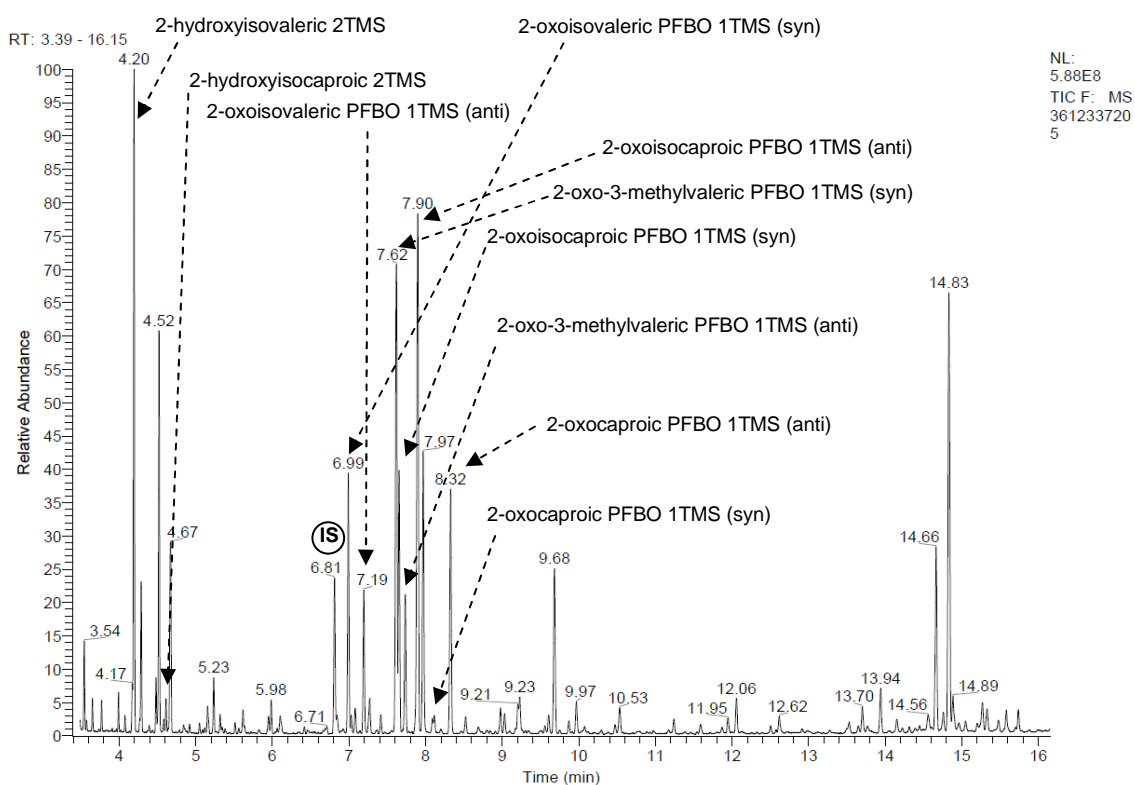 2-hydroxyisovaleric 2TMS
2-oxoisovaleric PFBO 1TMS (syn)
RT: 3.39 - 16.15
4.20
NL:
5.88E8
TIC F: MS
361233720
5
2-hydroxyisocaproic 2TMS
2-oxoisovaleric PFBO 1TMS (anti)
2-oxoisocaproic PFBO 1TMS (anti)
2-oxo-3-methylvaleric PFBO 1TMS (syn)
2-oxoisocaproic PFBO 1TMS (syn)
2-oxo-3-methylvaleric PFBO 1TMS (anti)
2-oxocaproic PFBO 1TMS (anti)
2-oxocaproic PFBO 1TMS (syn)
Relative Abundance
100
95
90
85
80
75
70
65
60
55
50
45
40
35
30
25
20
15
10
5
0
3.54
4.17
4.52
4.67
5.23
5.98
6.71
IS
6.81
6.99
7.19
7.62
7.90
7.97
8.32
9.21
9.23
9.68
9.97
10.53
11.95
12.06
12.62
13.70
13.94
14.56
14.66
14.83
14.89
4 5 6 7 8 9 10 11 12 13 14 15 16
Time (min)